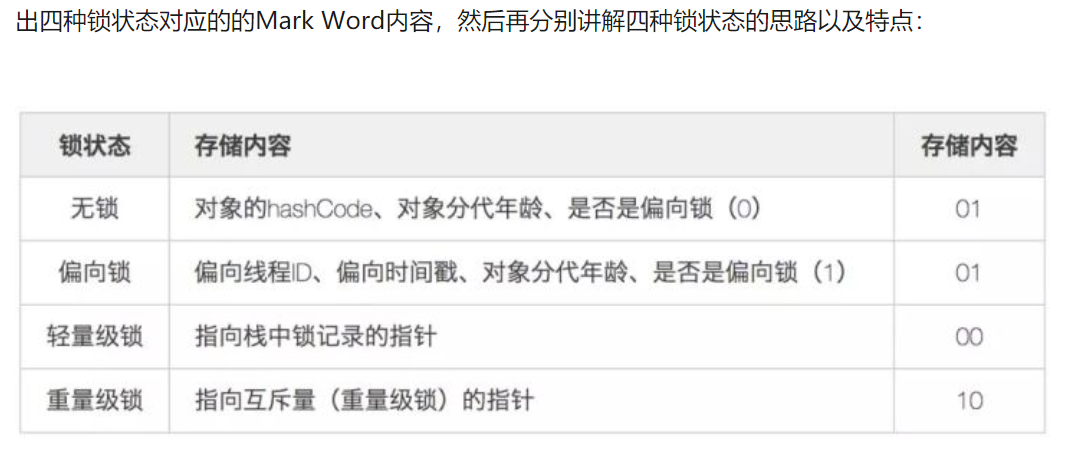 出四种锁状态对应的的Mark Word内容，然后再分别讲解四种锁状态的思路以及特点：
锁状态 存储内容 存储内容
无锁 对象的hashCode、对象分代年龄、是否是偏向锁（0） 01
偏向锁 偏向线程ID、偏向时间戳、对象分代年龄、是否是偏向锁（1） 01
轻量级锁 指向栈中锁记录的指针 00
重量级锁 指向互斥量（重量级锁）的指针 10